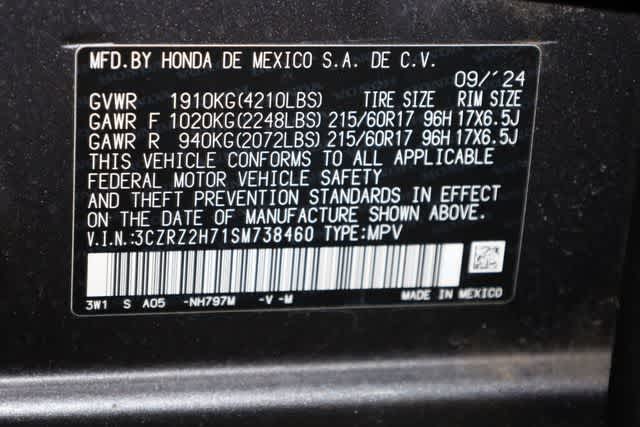 MFD.BY HONDA DE MEXICO S.A. DE C.V.
09/'24
GVWR 1910KG(4210LBS) TIRE SIZE RIM SIZE
GAWR F 1020KG(2248LBS) 215/60R17 96H 17X6.5J
GAWR R 940KG(2072LBS) 215/60R17 96H 17X6.5J
THIS VEHICLE CONFORMS TO ALL APPLICABLE
FEDERAL MOTOR VEHICLE SAFETY
AND THEFT PREVENTION STANDARDS IN EFFECT
ON THE DATE OF MANUFACTURE SHOWN ABOVE.
V.I.N.:3CZRZ2H71SM738460 TYPE:MPV
3W1 S A05 -NH797M -V -M MADE IN MEXICO